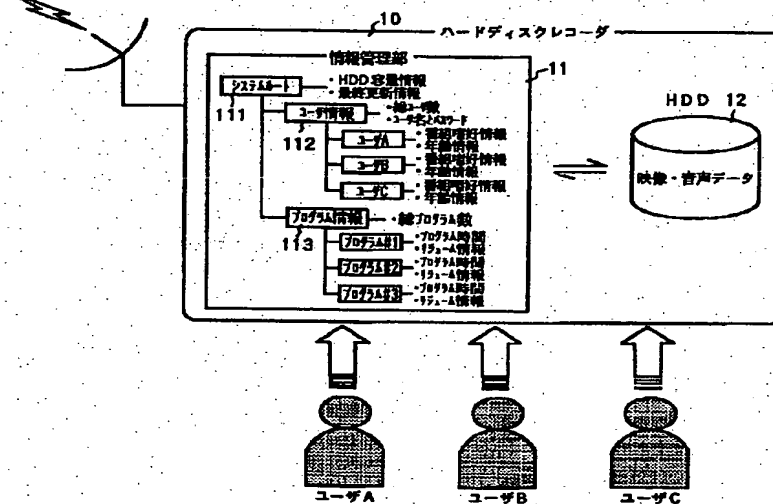 10
ハードディスクレコーダ
情報管理部
11
システムルート
・HDD容量情報
・最終更新情報
111
ユーザ情報
・総ユーザ数
・ユーザ名とパスワード
112
ユーザA
・番組嗜好情報
・年齢情報
ユーザB
・番組嗜好情報
・年齢情報
ユーザC
・番組嗜好情報
・年齢情報
プログラム情報
・総プログラム数
113
プログラム#1
・プログラム時間
・リジューム情報
プログラム#2
・プログラム時間
・リジューム情報
プログラム#3
・プログラム時間
・リジューム情報
HDD 12
映像・音声データ
ユーザA
ユーザB
ユーザC